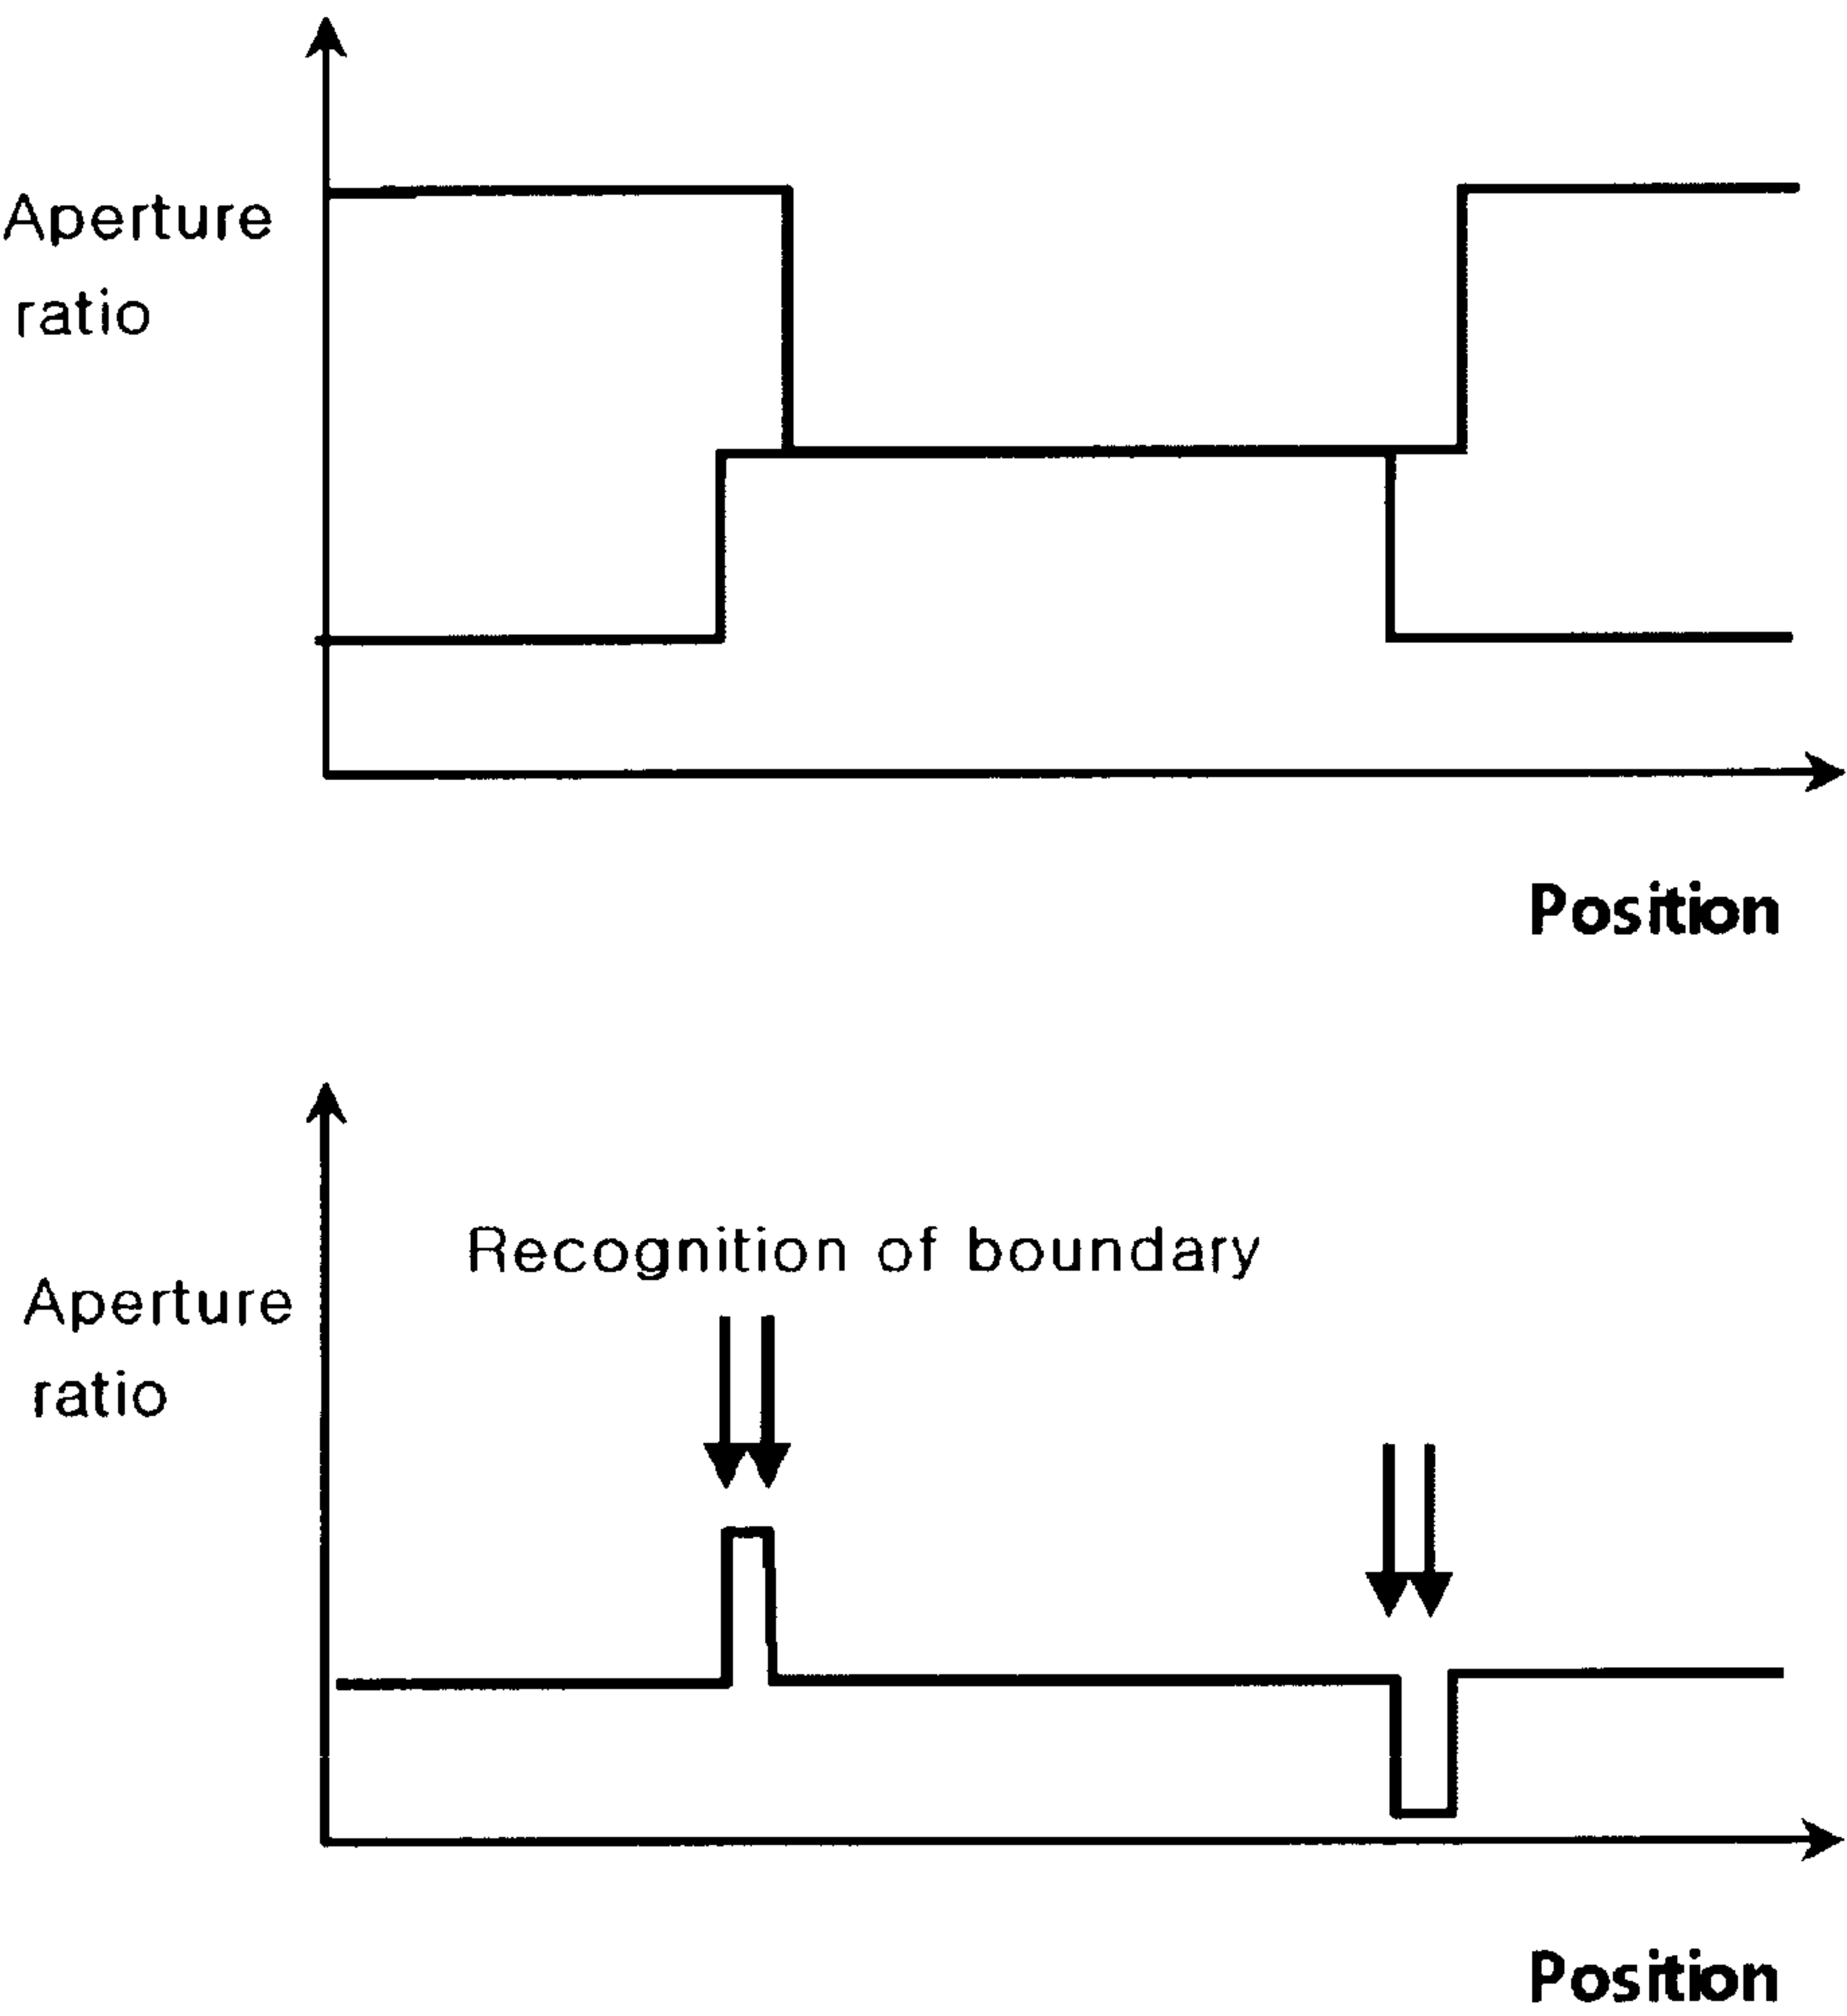 Aperture
ratio
Position
Recognition of boundary
Aperture
ratio
Position